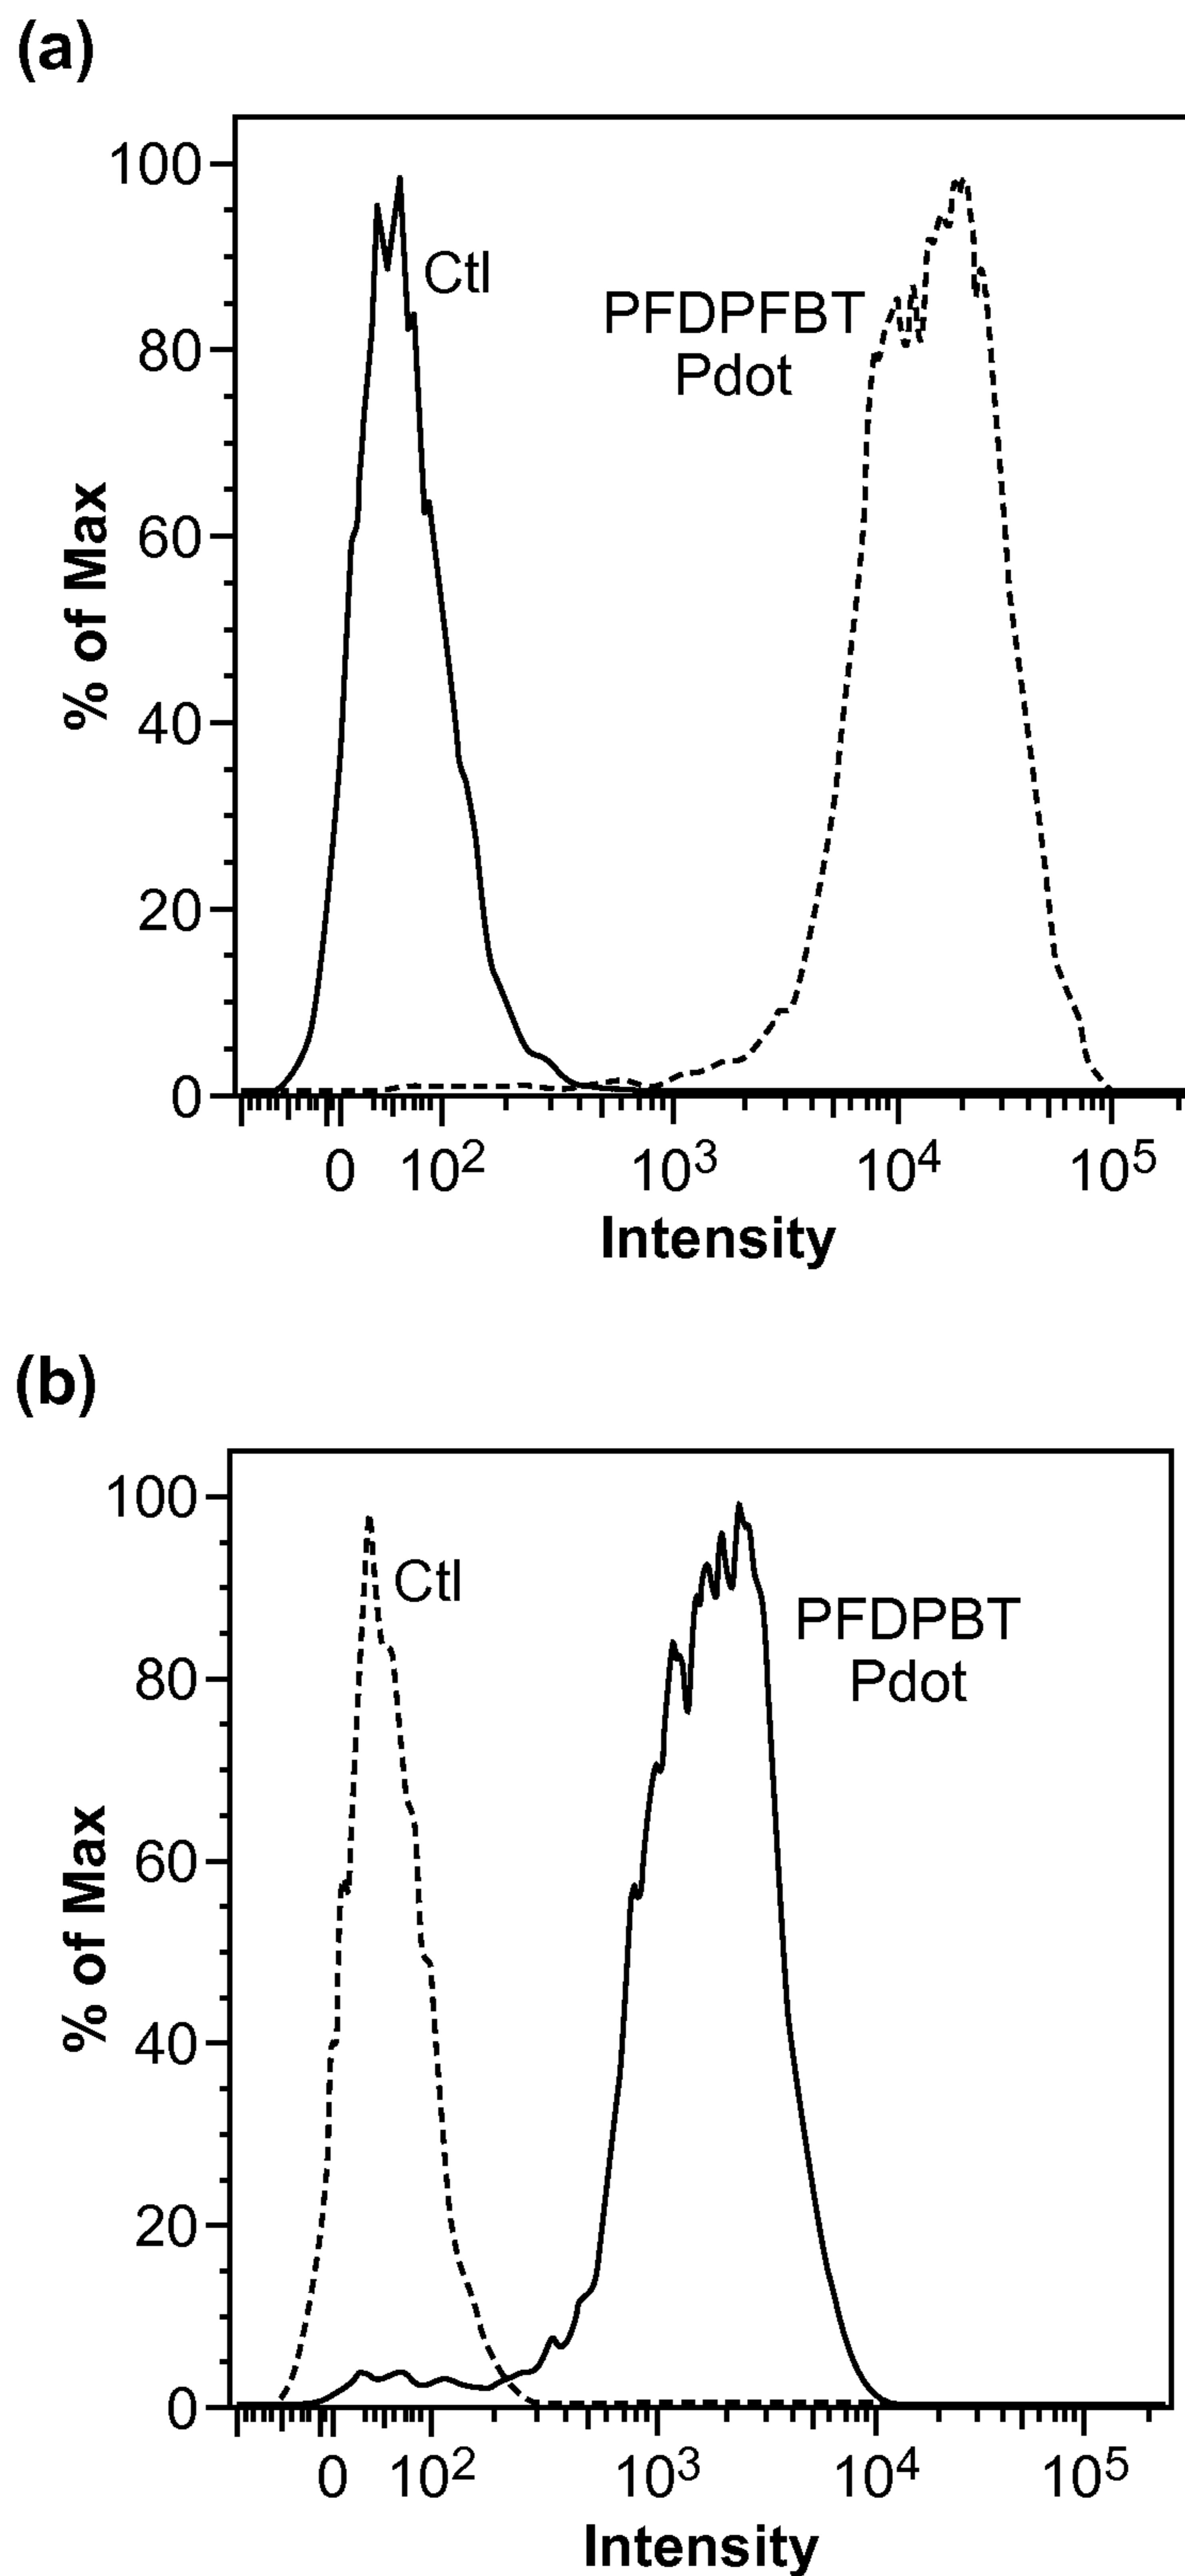 (a)
100
80
60
40
20
0
% of Max
Ctl
PFDPFBT
Pdot
0 10² 10³ 10⁴ 10⁵
Intensity
(b)
100
80
60
40
20
0
% of Max
Ctl
PFDPBT
Pdot
0 10² 10³ 10⁴ 10⁵
Intensity